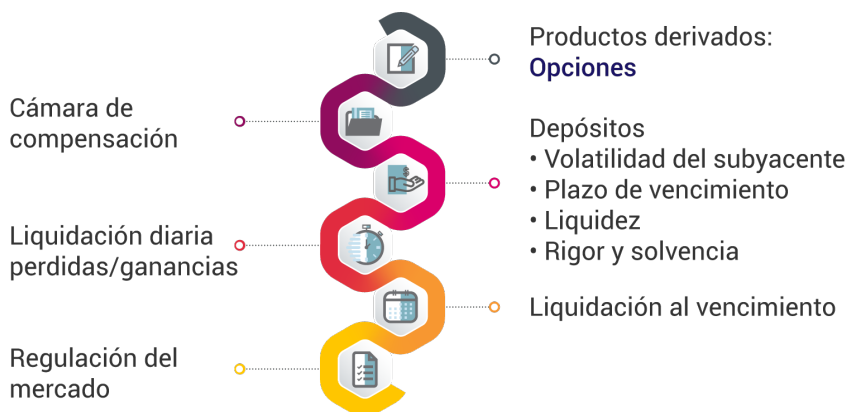 Productos derivados:
Opciones
Cámara de
compensación
Depósitos
• Volatilidad del subyacente
• Plazo de vencimiento
• Liquidez
• Rigor y solvencia
Liquidación diaria
perdidas/ganancias
Liquidación al vencimiento
Regulación del
mercado